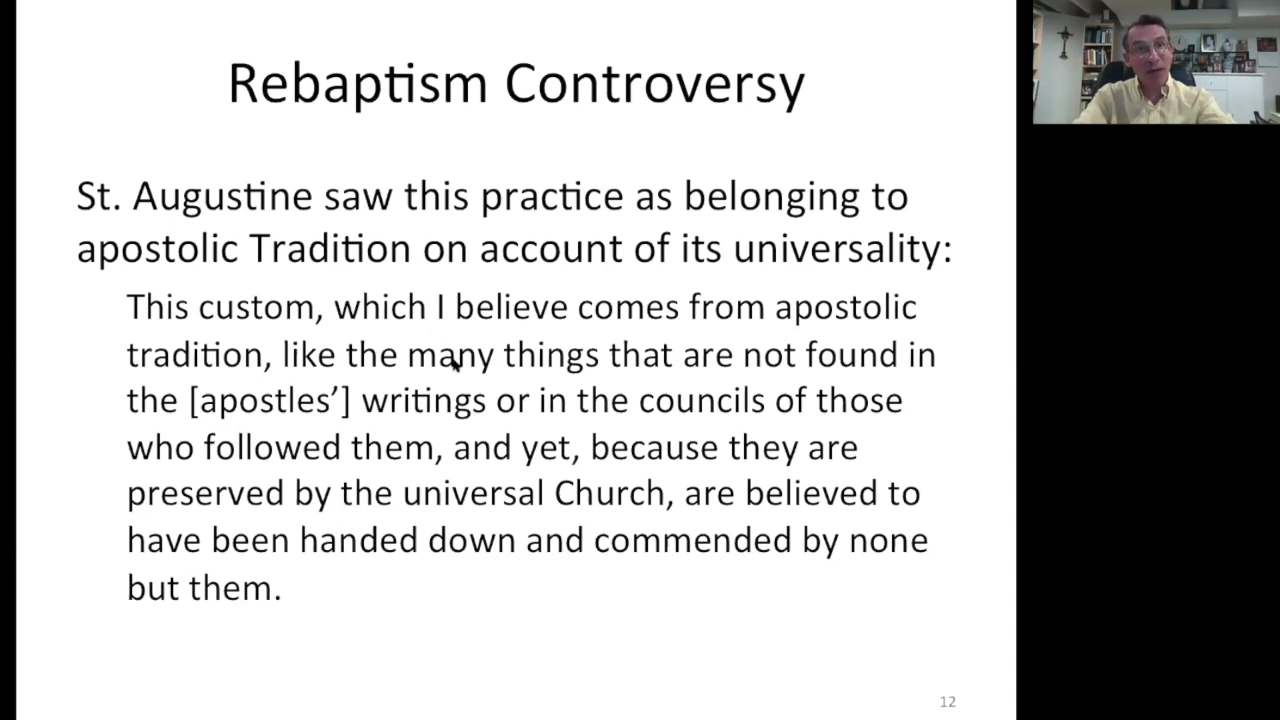 Rebaptism Controversy
St. Augustine saw this practice as belonging to
apostolic Tradition on account of its universality:
This custom, which I believe comes from apostolic
tradition, like the many things that are not found in
the [apostles’] writings or in the councils of those
who followed them, and yet, because they are
preserved by the universal Church, are believed to
have been handed down and commended by none
but them.
12